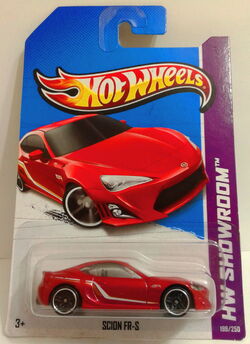 HOT WHEELS
HW SHOWROOM™
198/250
3+
SCION FR-S